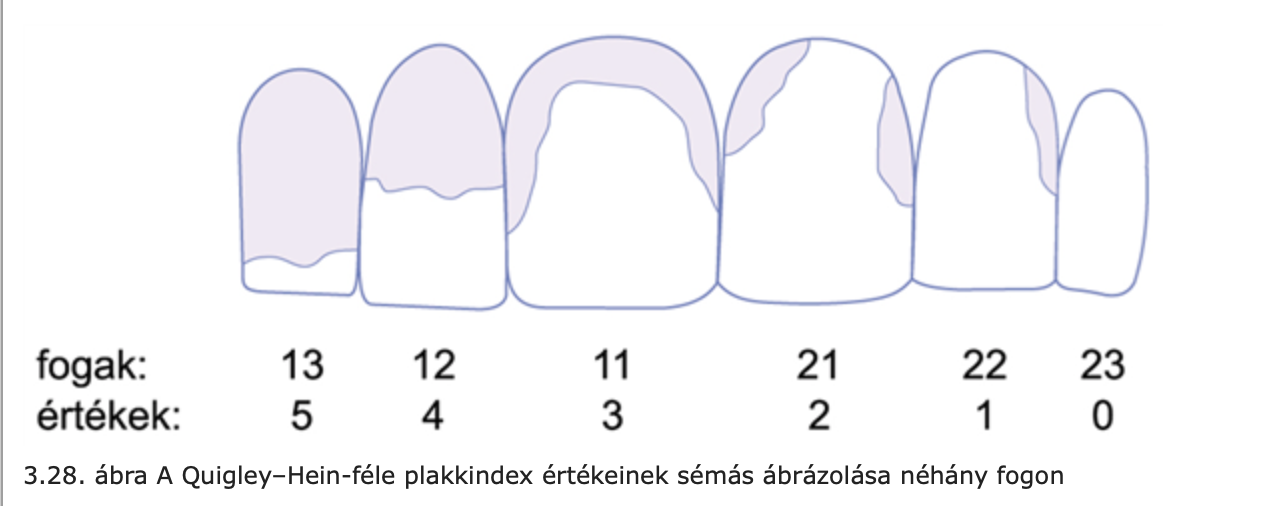 fogak: 13 12 11 21 22 23
értékek: 5 4 3 2 1 0
3.28. ábra A Quigley–Hein-féle plakkindex értékeinek sémás ábrázolása néhány fogon